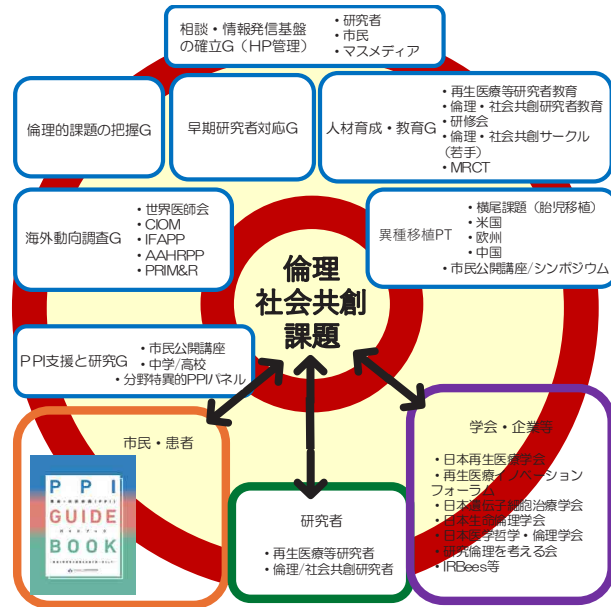 相談・情報発信基盤
の確立G（HP管理）
・研究者
・市民
・マスメディア
倫理的課題の把握G
早期研究者対応G
人材育成・教育G
・再生医療等研究者教育
・倫理・社会共創研究者教育
・研修会
・倫理・社会共創サークル
（若手）
・MRCT
海外動向調査G
・世界医師会
・CIOM
・IFAPP
・AAHRPP
・PRIM&R
異種移植PT
・横尾課題（胎児移植）
・米国
・欧州
・中国
・市民公開講座/シンポジウム
倫理
社会共創
課題
PPI支援と研究G
・市民公開講座
・中学/高校
・分野特異的PPIパネル
市民・患者
PPI
GUIDE
BOOK
研究者
・再生医療等研究者
・倫理/社会共創研究者
学会・企業等
・日本再生医療学会
・再生医療イノベーション
フォーラム
・日本遺伝子細胞治療学会
・日本生命倫理学会
・日本医学哲学・倫理学会
・研究倫理を考える会
・IRBees等